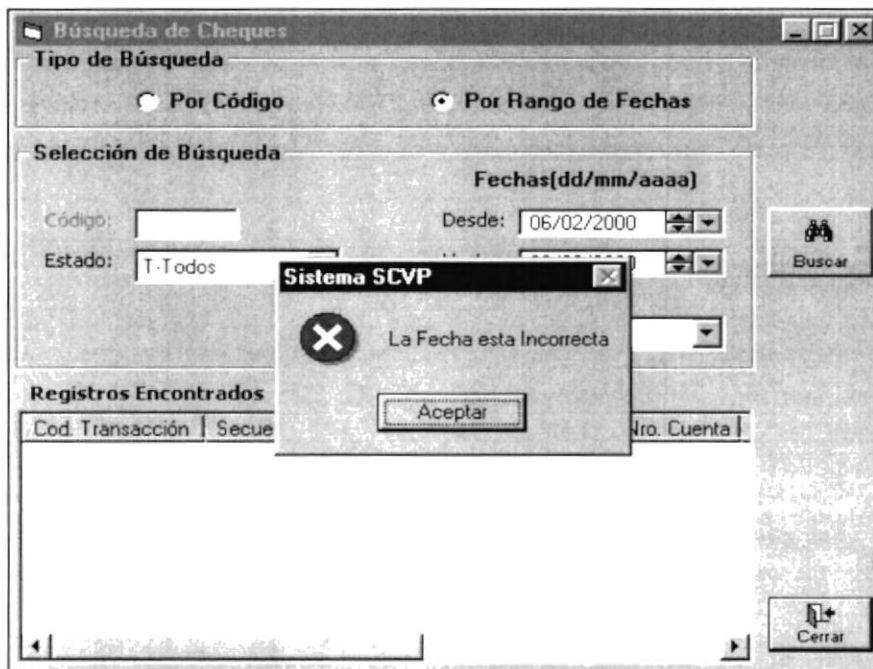 Búsqueda de Cheques
Tipo de Búsqueda
Por Código
Por Rango de Fechas
Selección de Búsqueda
Fechas(dd/mm/aaaa)
Código:
Desde: 06/02/2000
Buscar
Estado: T-Todos
Sistema SCVP
La Fecha esta Incorrecta
Aceptar
Registros Encontrados
Cod. Transacción Secue
Nro. Cuenta
Cerrar